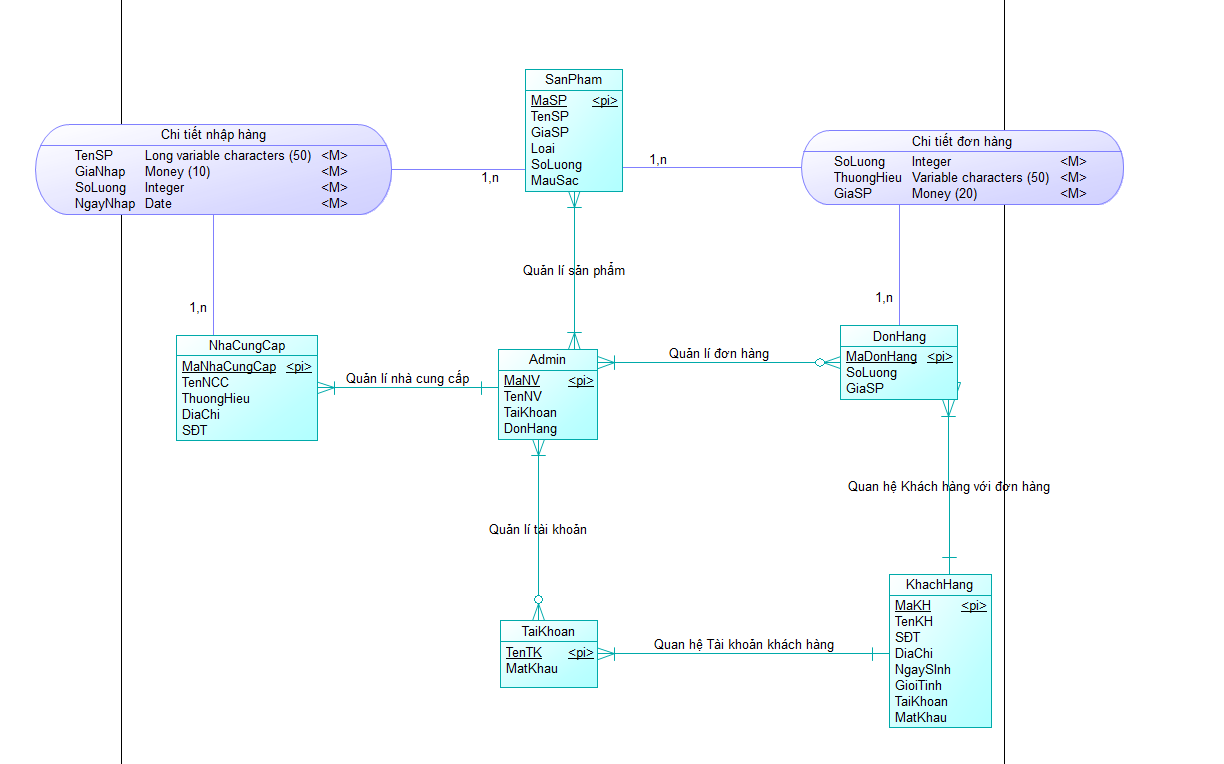 SanPham
MaSP <pi>
TenSP
GiaSP
Loai
SoLuong
MauSac
Chi tiết nhập hàng
TenSP Long variable characters (50) <M>
GiaNhap Money (10) <M>
SoLuong Integer <M>
NgayNhap Date <M>
1,n
1,n
Chi tiết đơn hàng
SoLuong Integer <M>
ThuongHieu Variable characters (50) <M>
GiaSP Money (20) <M>
Quản lí sản phẩm
1,n
1,n
NhaCungCap
MaNhaCungCap <pi>
TenNCC
ThuongHieu
DiaChi
SĐT
Quản lí nhà cung cấp
Admin
MaNV <pi>
TenNV
TaiKhoan
DonHang
Quản lí đơn hàng
DonHang
MaDonHang <pi>
SoLuong
GiaSP
Quan hệ Khách hàng với đơn hàng
Quản lí tài khoản
TaiKhoan
TenTK <pi>
MatKhau
Quan hệ Tài khoản khách hàng
KhachHang
MaKH <pi>
TenKH
SĐT
DiaChi
NgaySInh
GioiTinh
TaiKhoan
MatKhau